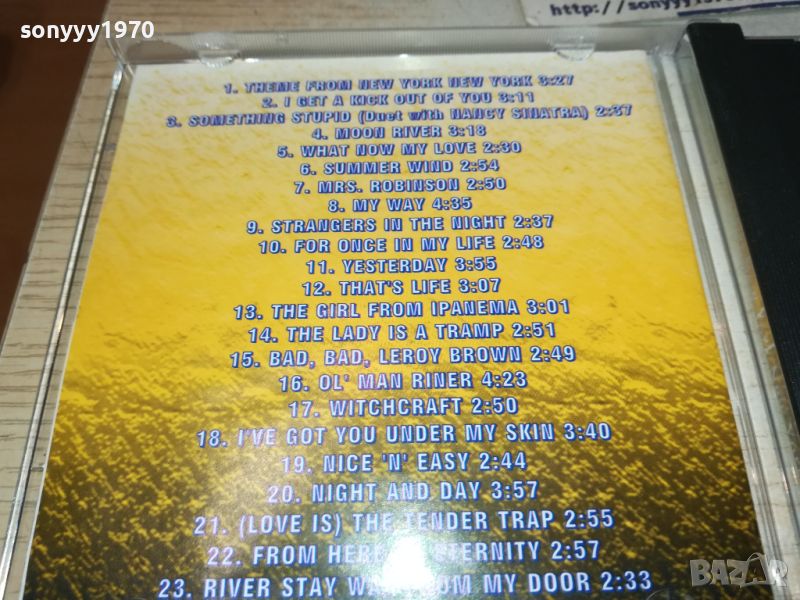 sonyyy1970
1. THEME FROM NEW YORK NEW YORK 3:27
2. I GET A KICK OUT OF YOU 3:11
3. SOMETHING STUPID (Duet with NANCY SINATRA) 2:37
4. MOON RIVER 3:18
5. WHAT NOW MY LOVE 2:30
6. SUMMER WIND 2:54
7. MRS. ROBINSON 2:50
8. MY WAY 4:35
9. STRANGERS IN THE NIGHT 2:37
10. FOR ONCE IN MY LIFE 2:48
11. YESTERDAY 3:55
12. THAT'S LIFE 3:07
13. THE GIRL FROM IPANEMA 3:01
14. THE LADY IS A TRAMP 2:51
15. BAD, BAD, LEROY BROWN 2:49
16. OL' MAN RINER 4:23
17. WITCHCRAFT 2:50
18. I'VE GOT YOU UNDER MY SKIN 3:40
19. NICE 'N' EASY 2:44
20. NIGHT AND DAY 3:57
21. (LOVE IS) THE TENDER TRAP 2:55
22. FROM HERE ETERNITY 2:57
23. RIVER STAY MY DOOR 2:33
BAZAR